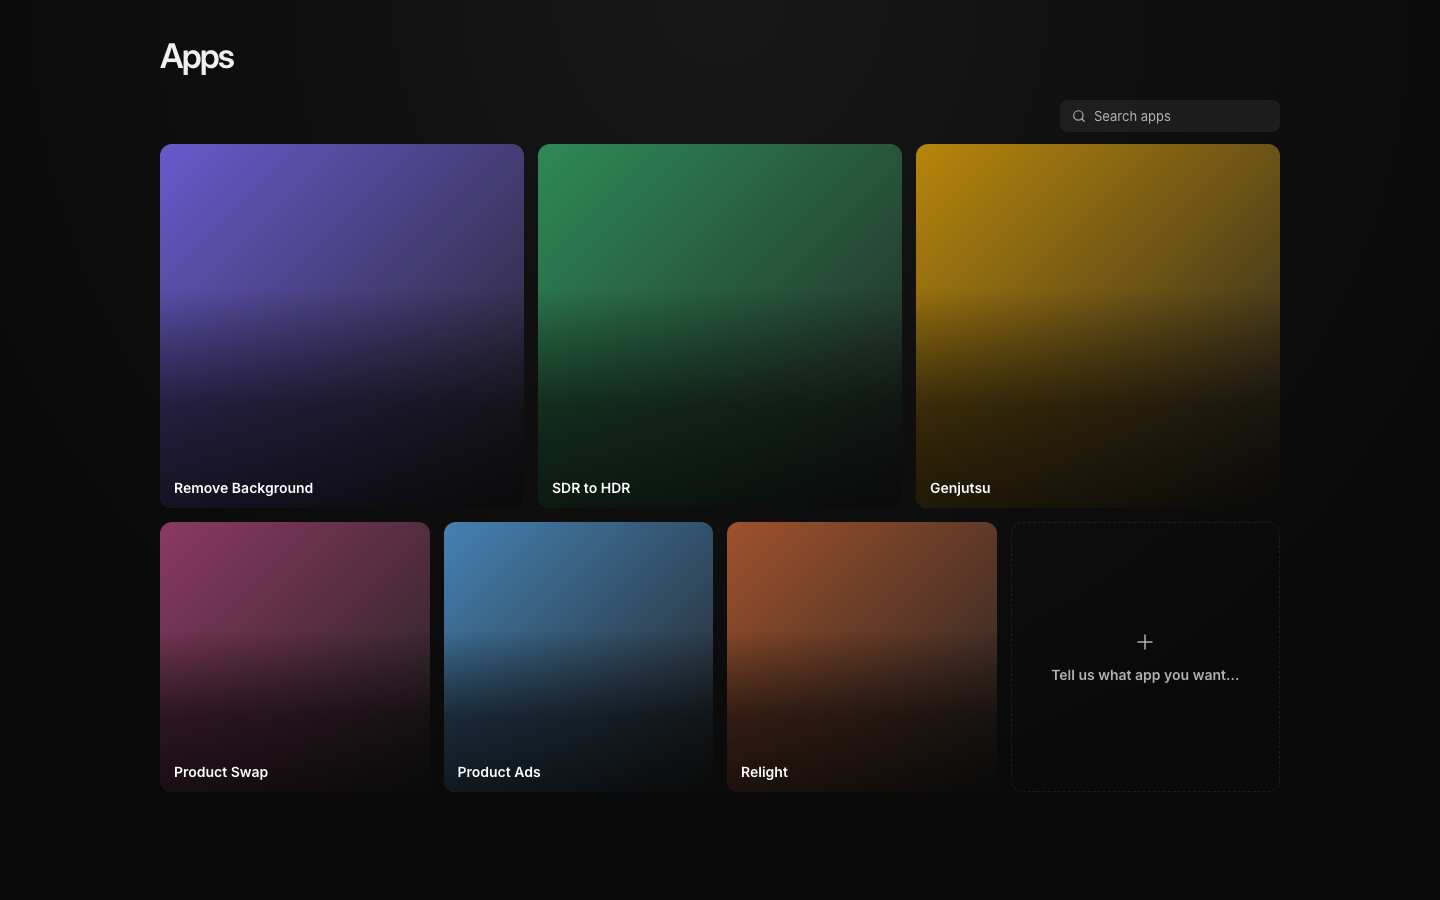 Apps
Search apps
Remove Background
SDR to HDR
Genjutsu
Product Swap
Product Ads
Relight
Tell us what app you want...